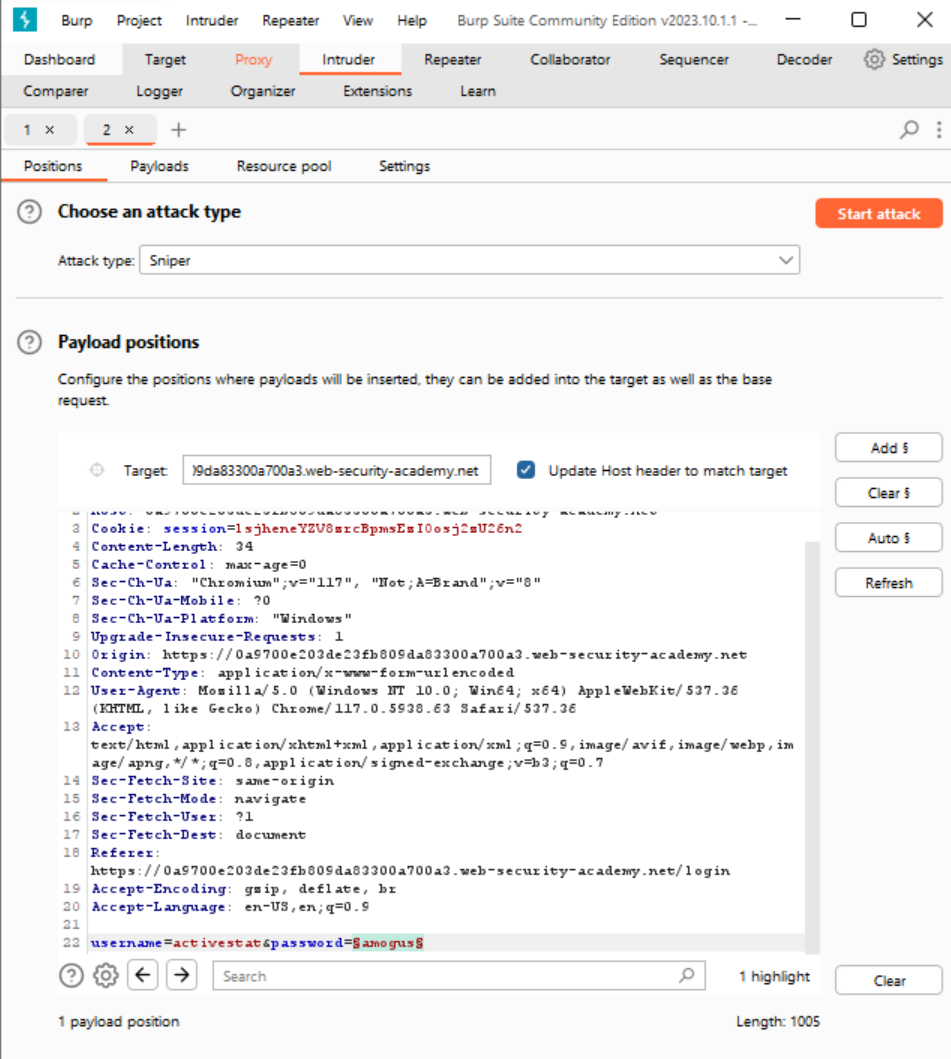 Burp Project Intruder Repeater View Help Burp Suite Community Edition v2023.10.1.1 -...
Dashboard Target Proxy Intruder Repeater Collaborator Sequencer Decoder Settings
Comparer Logger Organizer Extensions Learn
1 × 2 × +
Positions Payloads Resource pool Settings
? Choose an attack type Start attack
Attack type: Sniper
? Payload positions
Configure the positions where payloads will be inserted, they can be added into the target as well as the base
request.
Add §
Target: 09da83300a700a3.web-security-academy.net Update Host header to match target
Clear §
3 Cookie: session=
4 Content-Length: 34
Auto §
5 Cache-Control: max-age=0
6 Sec-Ch-Ua: "Chromium";v="117", "Not;A=Brand";v="8"
Refresh
7 Sec-Ch-Ua-Mobile: ?0
8 Sec-Ch-Ua-Platform: "Windows"
9 Upgrade-Insecure-Requests: 1
10 Origin: https://0a9700e203de23fb809da83300a700a3.web-security-academy.net
11 Content-Type: application/x-www-form-urlencoded
12 User-Agent: Mozilla/5.0 (Windows NT 10.0; Win64; x64) AppleWebKit/537.36
(KHTML, like Gecko) Chrome/117.0.5938.63 Safari/537.36
13 Accept:
text/html,application/xhtml+xml,application/xml;q=0.9,image/avif,image/webp,im
age/apng,*/*;q=0.8,application/signed-exchange;v=b3;q=0.7
14 Sec-Fetch-Site: same-origin
15 Sec-Fetch-Mode: navigate
16 Sec-Fetch-User: ?1
17 Sec-Fetch-Dest: document
18 Referer:
https://0a9700e203de23fb809da83300a700a3.web-security-academy.net/login
19 Accept-Encoding: gzip, deflate, br
20 Accept-Language: en-US,en;q=0.9
21
22 username=activestat&password=§amogus§
? Search 1 highlight Clear
1 payload position Length: 1005